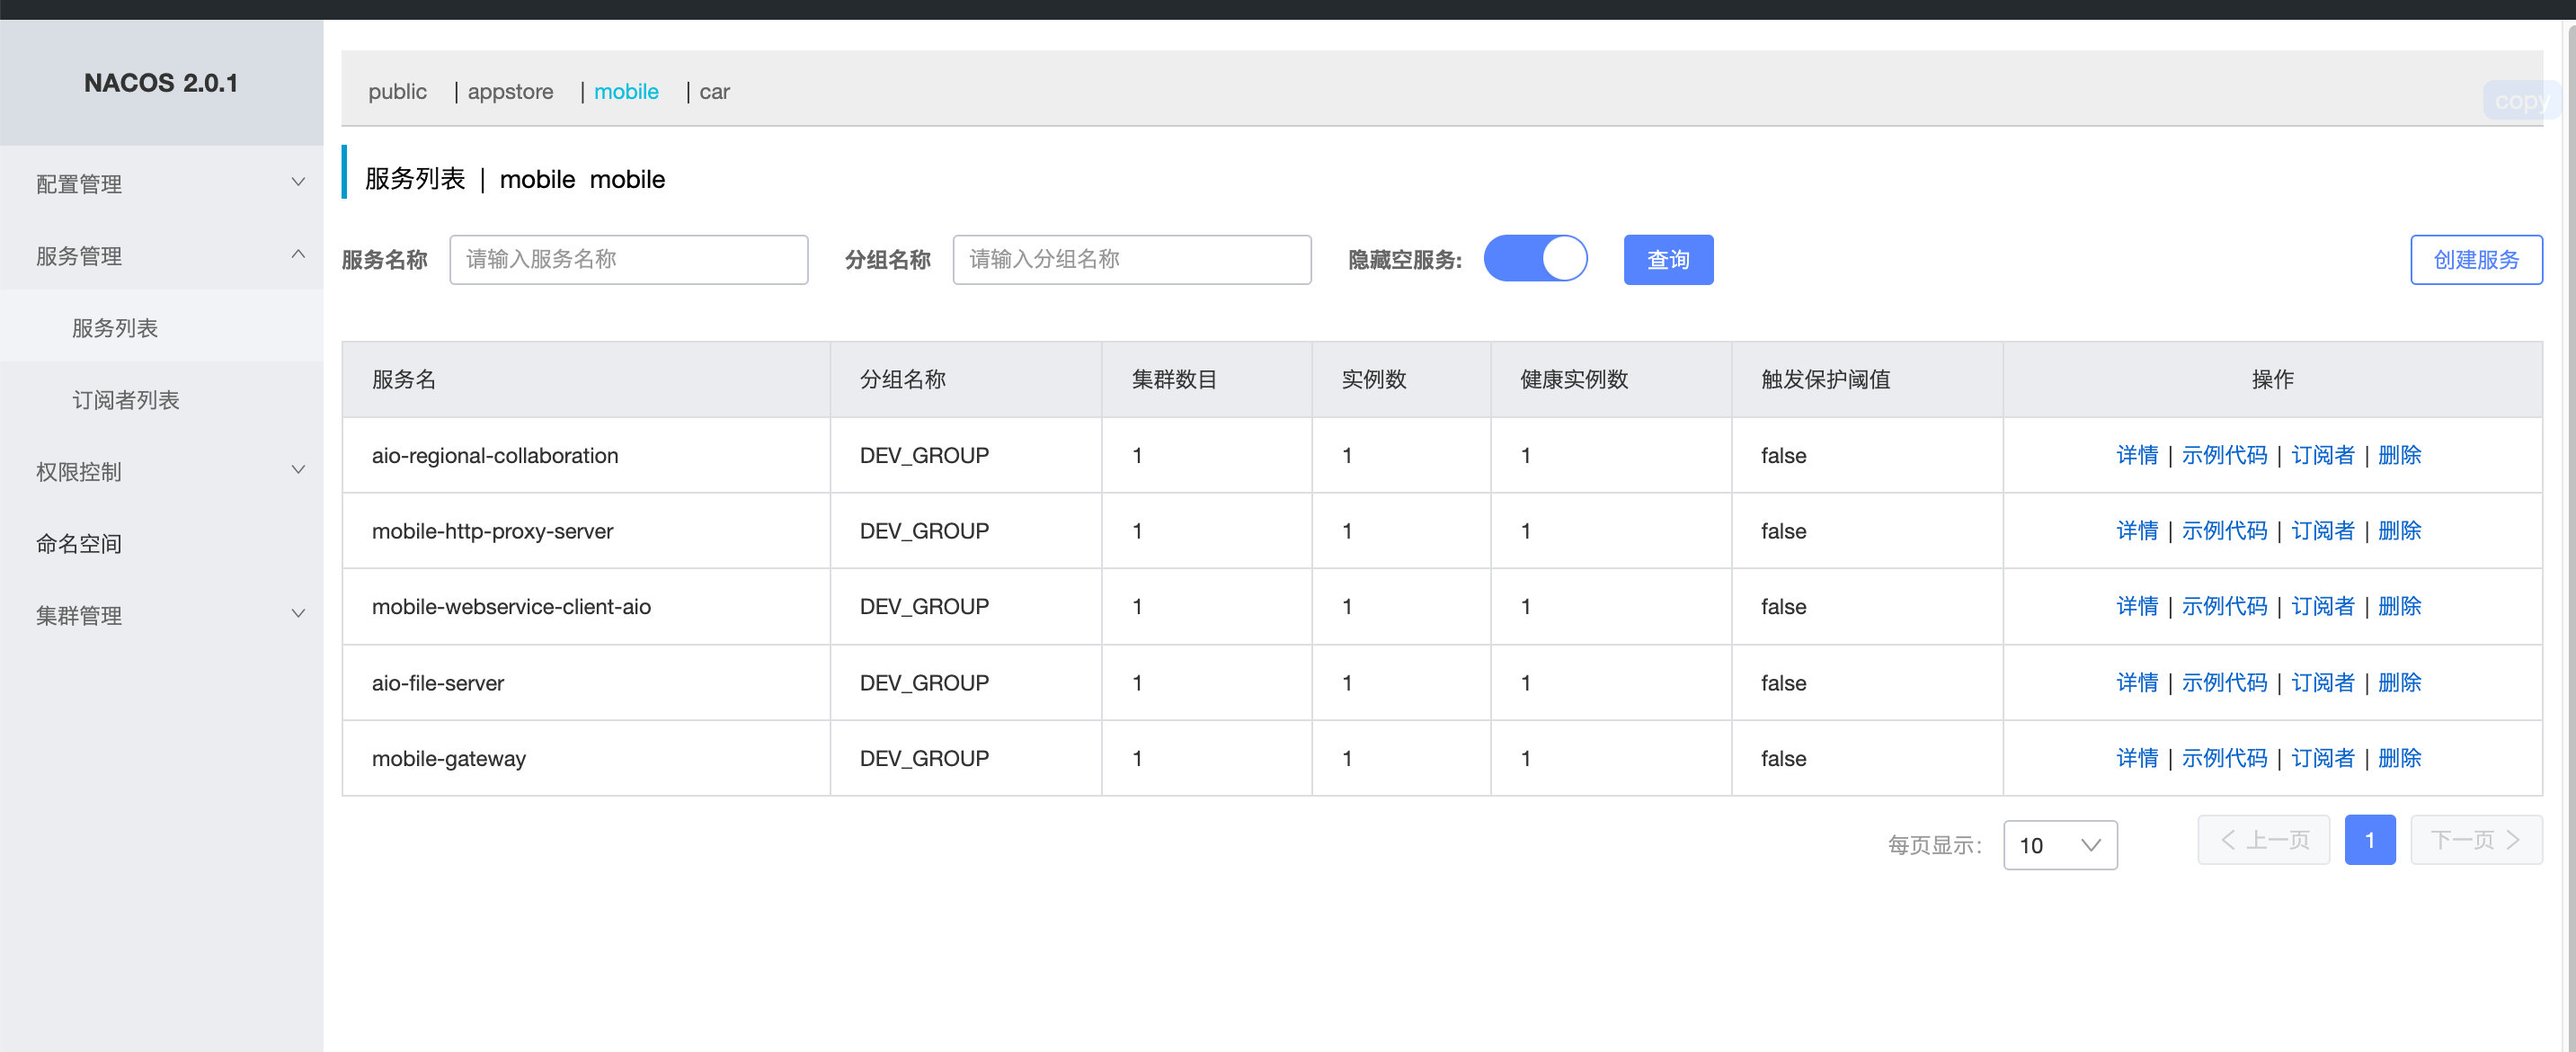 NACOS 2.0.1
配置管理
服务管理
服务列表
订阅者列表
权限控制
命名空间
集群管理
public | appstore | mobile | car
copy
服务列表 | mobile mobile
服务名称 请输入服务名称 分组名称 请输入分组名称 隐藏空服务: 查询 创建服务
服务名 分组名称 集群数目 实例数 健康实例数 触发保护阈值 操作
aio-regional-collaboration DEV_GROUP 1 1 1 false 详情 | 示例代码 | 订阅者 | 删除
mobile-http-proxy-server DEV_GROUP 1 1 1 false 详情 | 示例代码 | 订阅者 | 删除
mobile-webservice-client-aio DEV_GROUP 1 1 1 false 详情 | 示例代码 | 订阅者 | 删除
aio-file-server DEV_GROUP 1 1 1 false 详情 | 示例代码 | 订阅者 | 删除
mobile-gateway DEV_GROUP 1 1 1 false 详情 | 示例代码 | 订阅者 | 删除
每页显示: 10 上一页 1 下一页